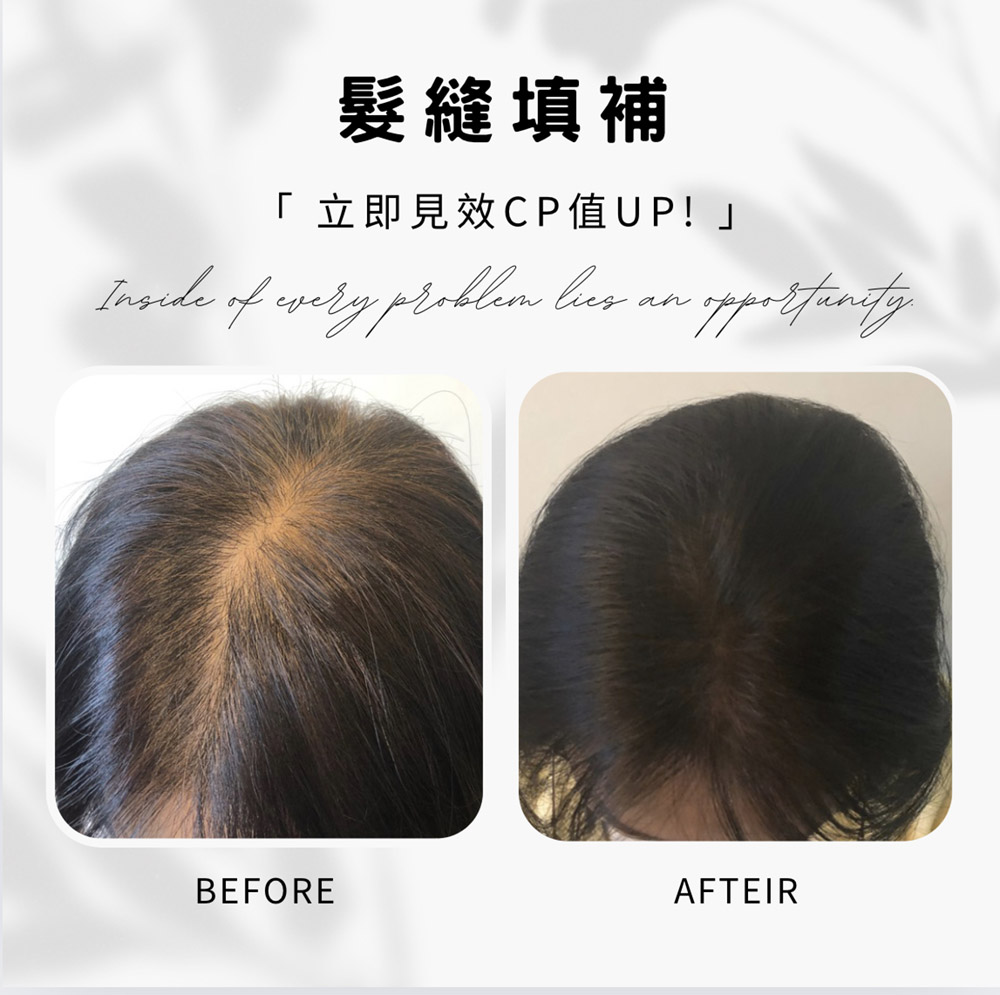 髮縫填補
「 立即見效CP值UP! 」
Inside of every problem lies an opportunity.
BEFORE
AFTEIR